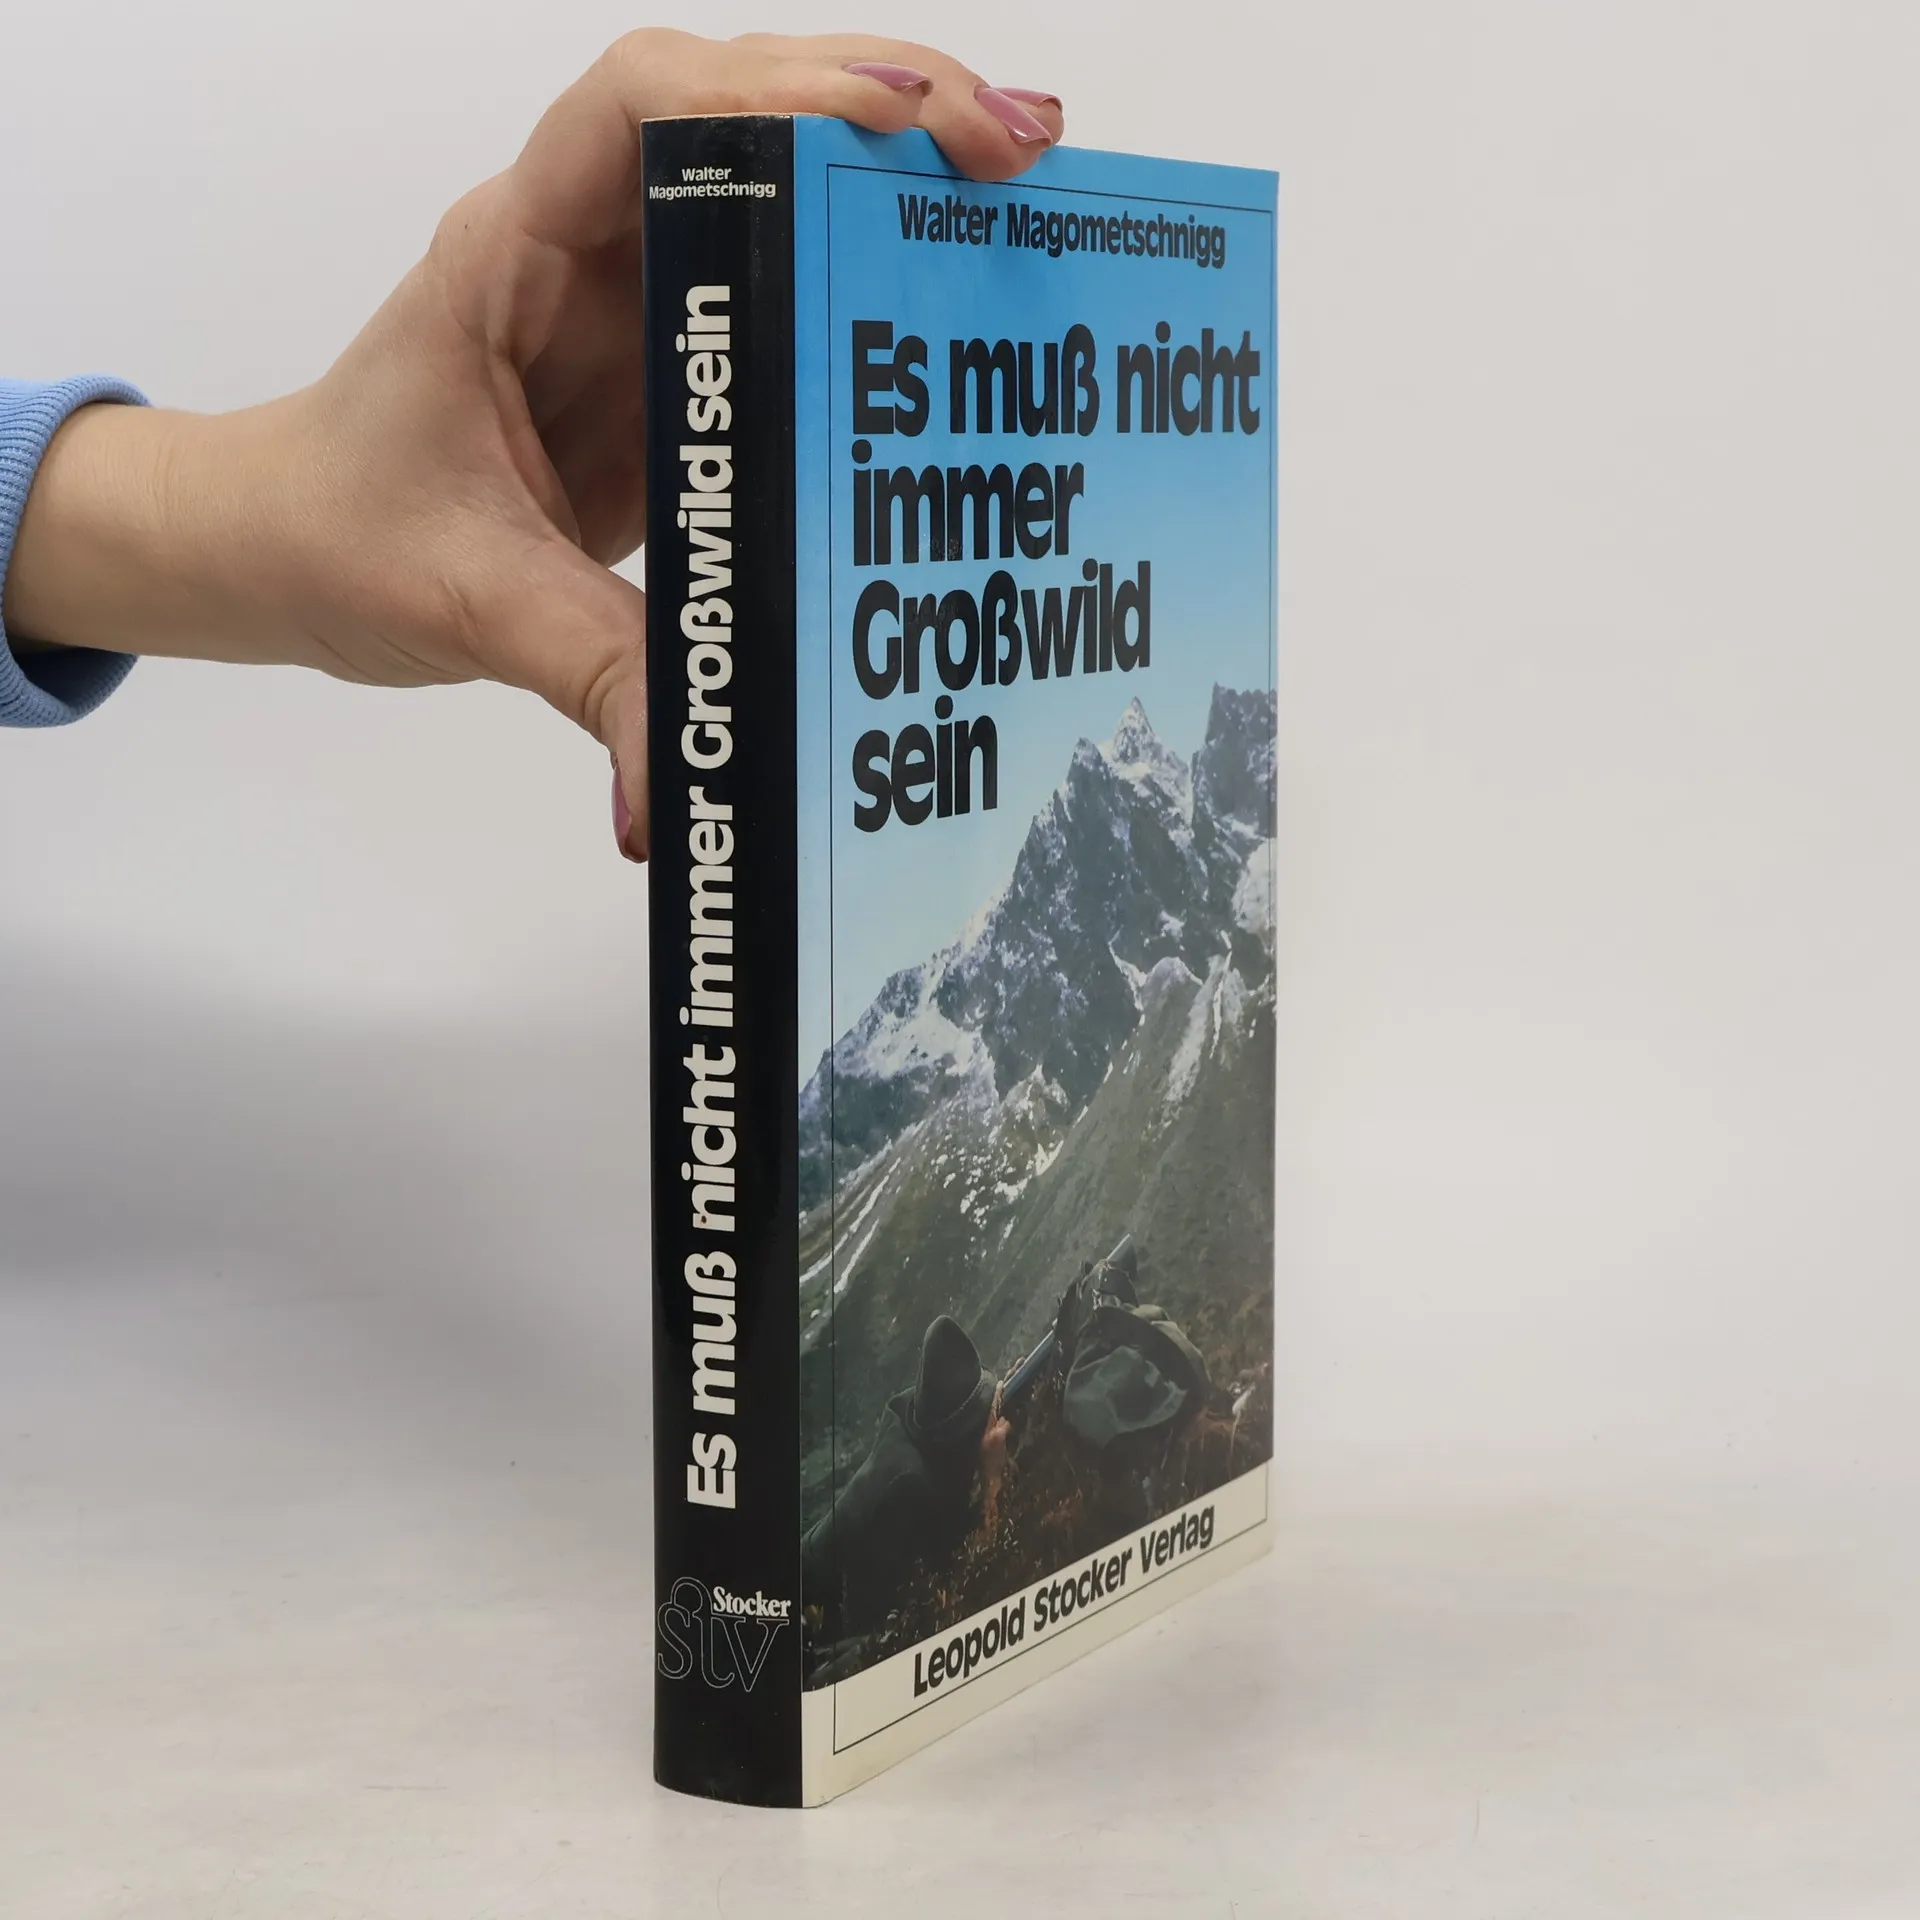 Walter
Magometschnigg
Es muß nicht immer Großwild sein
Stocker
stv
Walter Magometschnigg
Es muß nicht
immer
Großwild
sein
Leopold Stocker Verlag